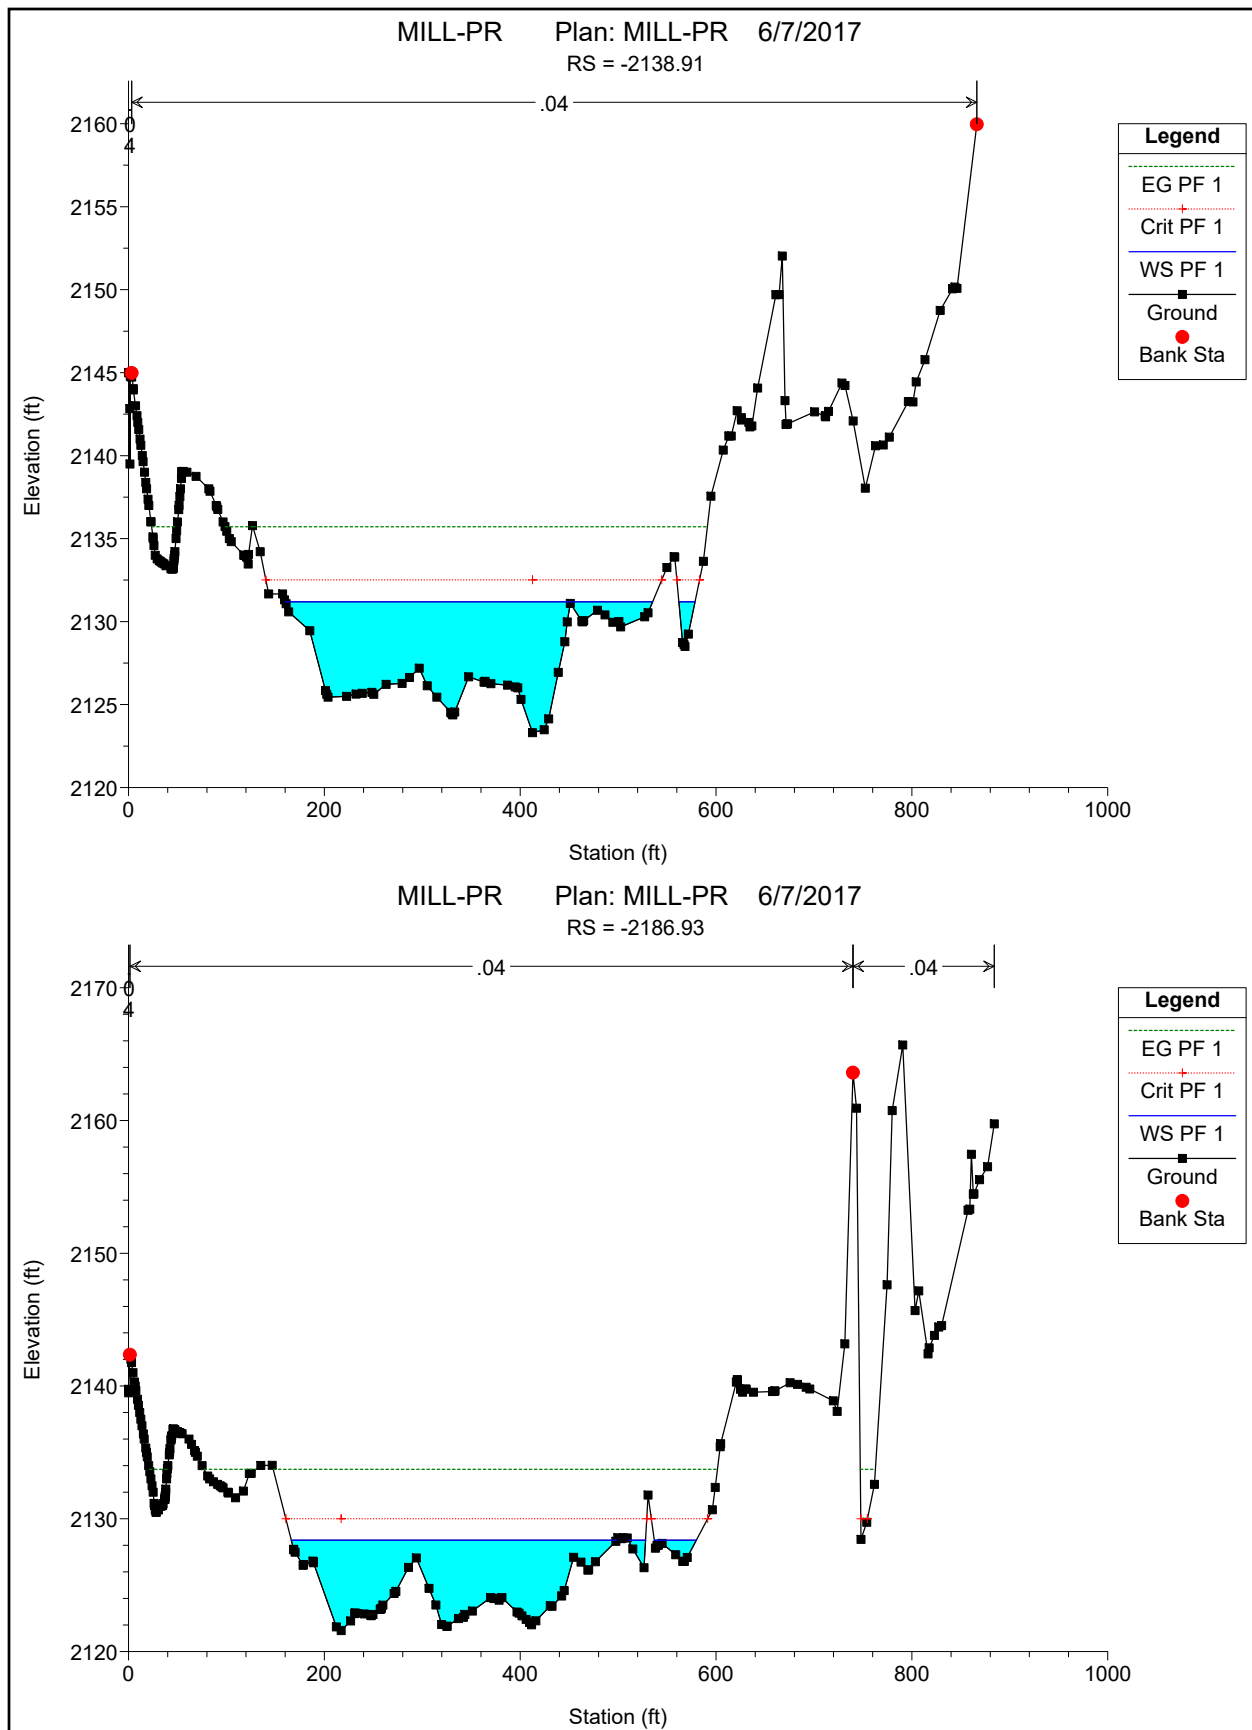 MILL-PR Plan: MILL-PR 6/7/2017
RS = -2138.91
.04
0
4
2160
2155
2150
2145
2140
2135
2130
2125
2120
Elevation (ft)
0 200 400 600 800 1000
Station (ft)
Legend
EG PF 1
Crit PF 1
WS PF 1
Ground
Bank Sta
MILL-PR Plan: MILL-PR 6/7/2017
RS = -2186.93
.04 .04
0
4
2170
2160
2150
2140
2130
2120
Elevation (ft)
0 200 400 600 800 1000
Station (ft)
Legend
EG PF 1
Crit PF 1
WS PF 1
Ground
Bank Sta